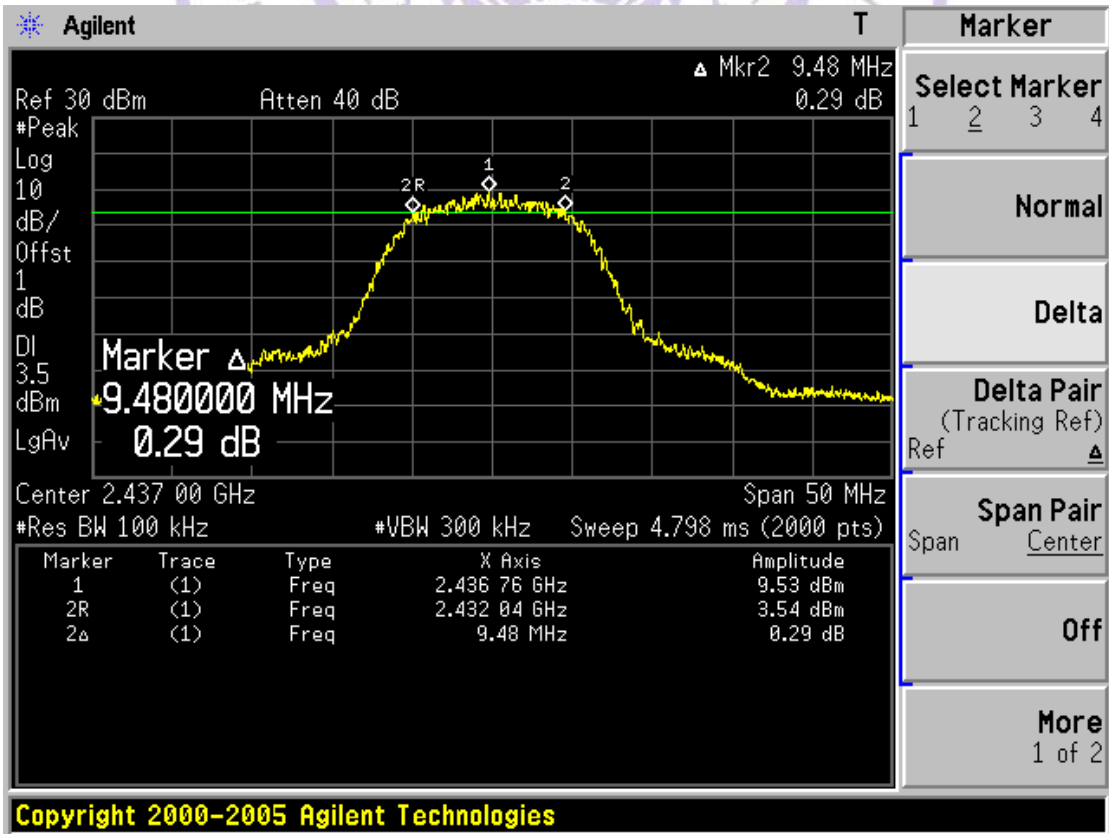 Agilent T
Δ Mkr2 9.48 MHz
Ref 30 dBm Atten 40 dB 0.29 dB
#Peak
Log
10
dB/
Offst
1
dB
DI
3.5
dBm
LgAv
1
2R
2
Marker Δ
9.480000 MHz
0.29 dB
Center 2.437 00 GHz Span 50 MHz
#Res BW 100 kHz #VBW 300 kHz Sweep 4.798 ms (2000 pts)
Marker Trace Type X Axis Amplitude
1 (1) Freq 2.436 76 GHz 9.53 dBm
2R (1) Freq 2.432 04 GHz 3.54 dBm
2Δ (1) Freq 9.48 MHz 0.29 dB
Copyright 2000-2005 Agilent Technologies
Marker
Select Marker
1 2 3 4
Normal
Delta
Delta Pair
(Tracking Ref)
Ref Δ
Span Pair
Span Center
Off
More
1 of 2